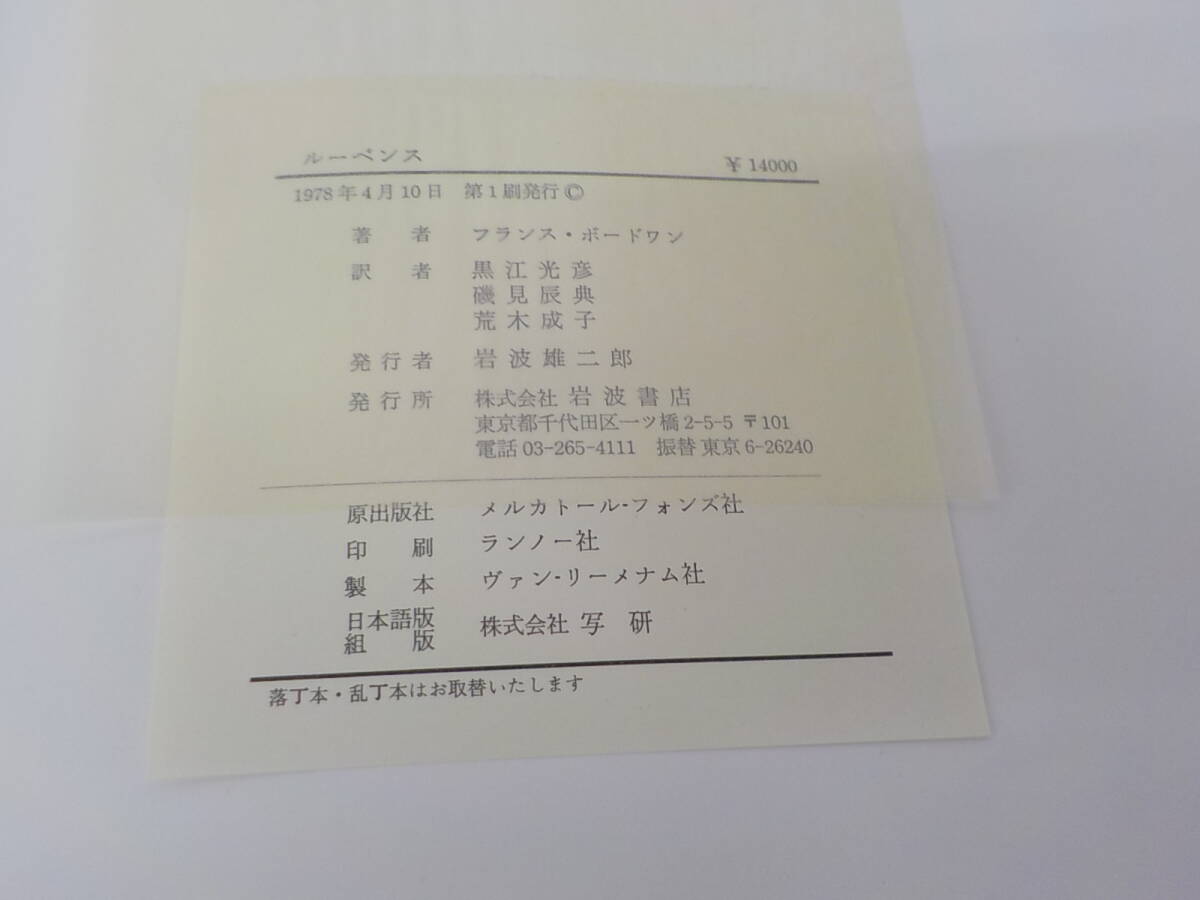 ルーベンス ¥ 14000
1978年4月10日 第1刷発行©
著者 フランス・ボードワン
訳者 黒江光彦
磯見辰典
荒木成子
発行者 岩波雄二郎
発行所 株式会社 岩波書店
東京都千代田区一ツ橋2-5-5 〒101
電話 03-265-4111 振替 東京 6-26240
原出版社 メルカトール-フォンズ社
印刷 ランノー社
製本 ヴァン-リーメナム社
日本語版
組版 株式会社 写研
落丁本・乱丁本はお取替いたします